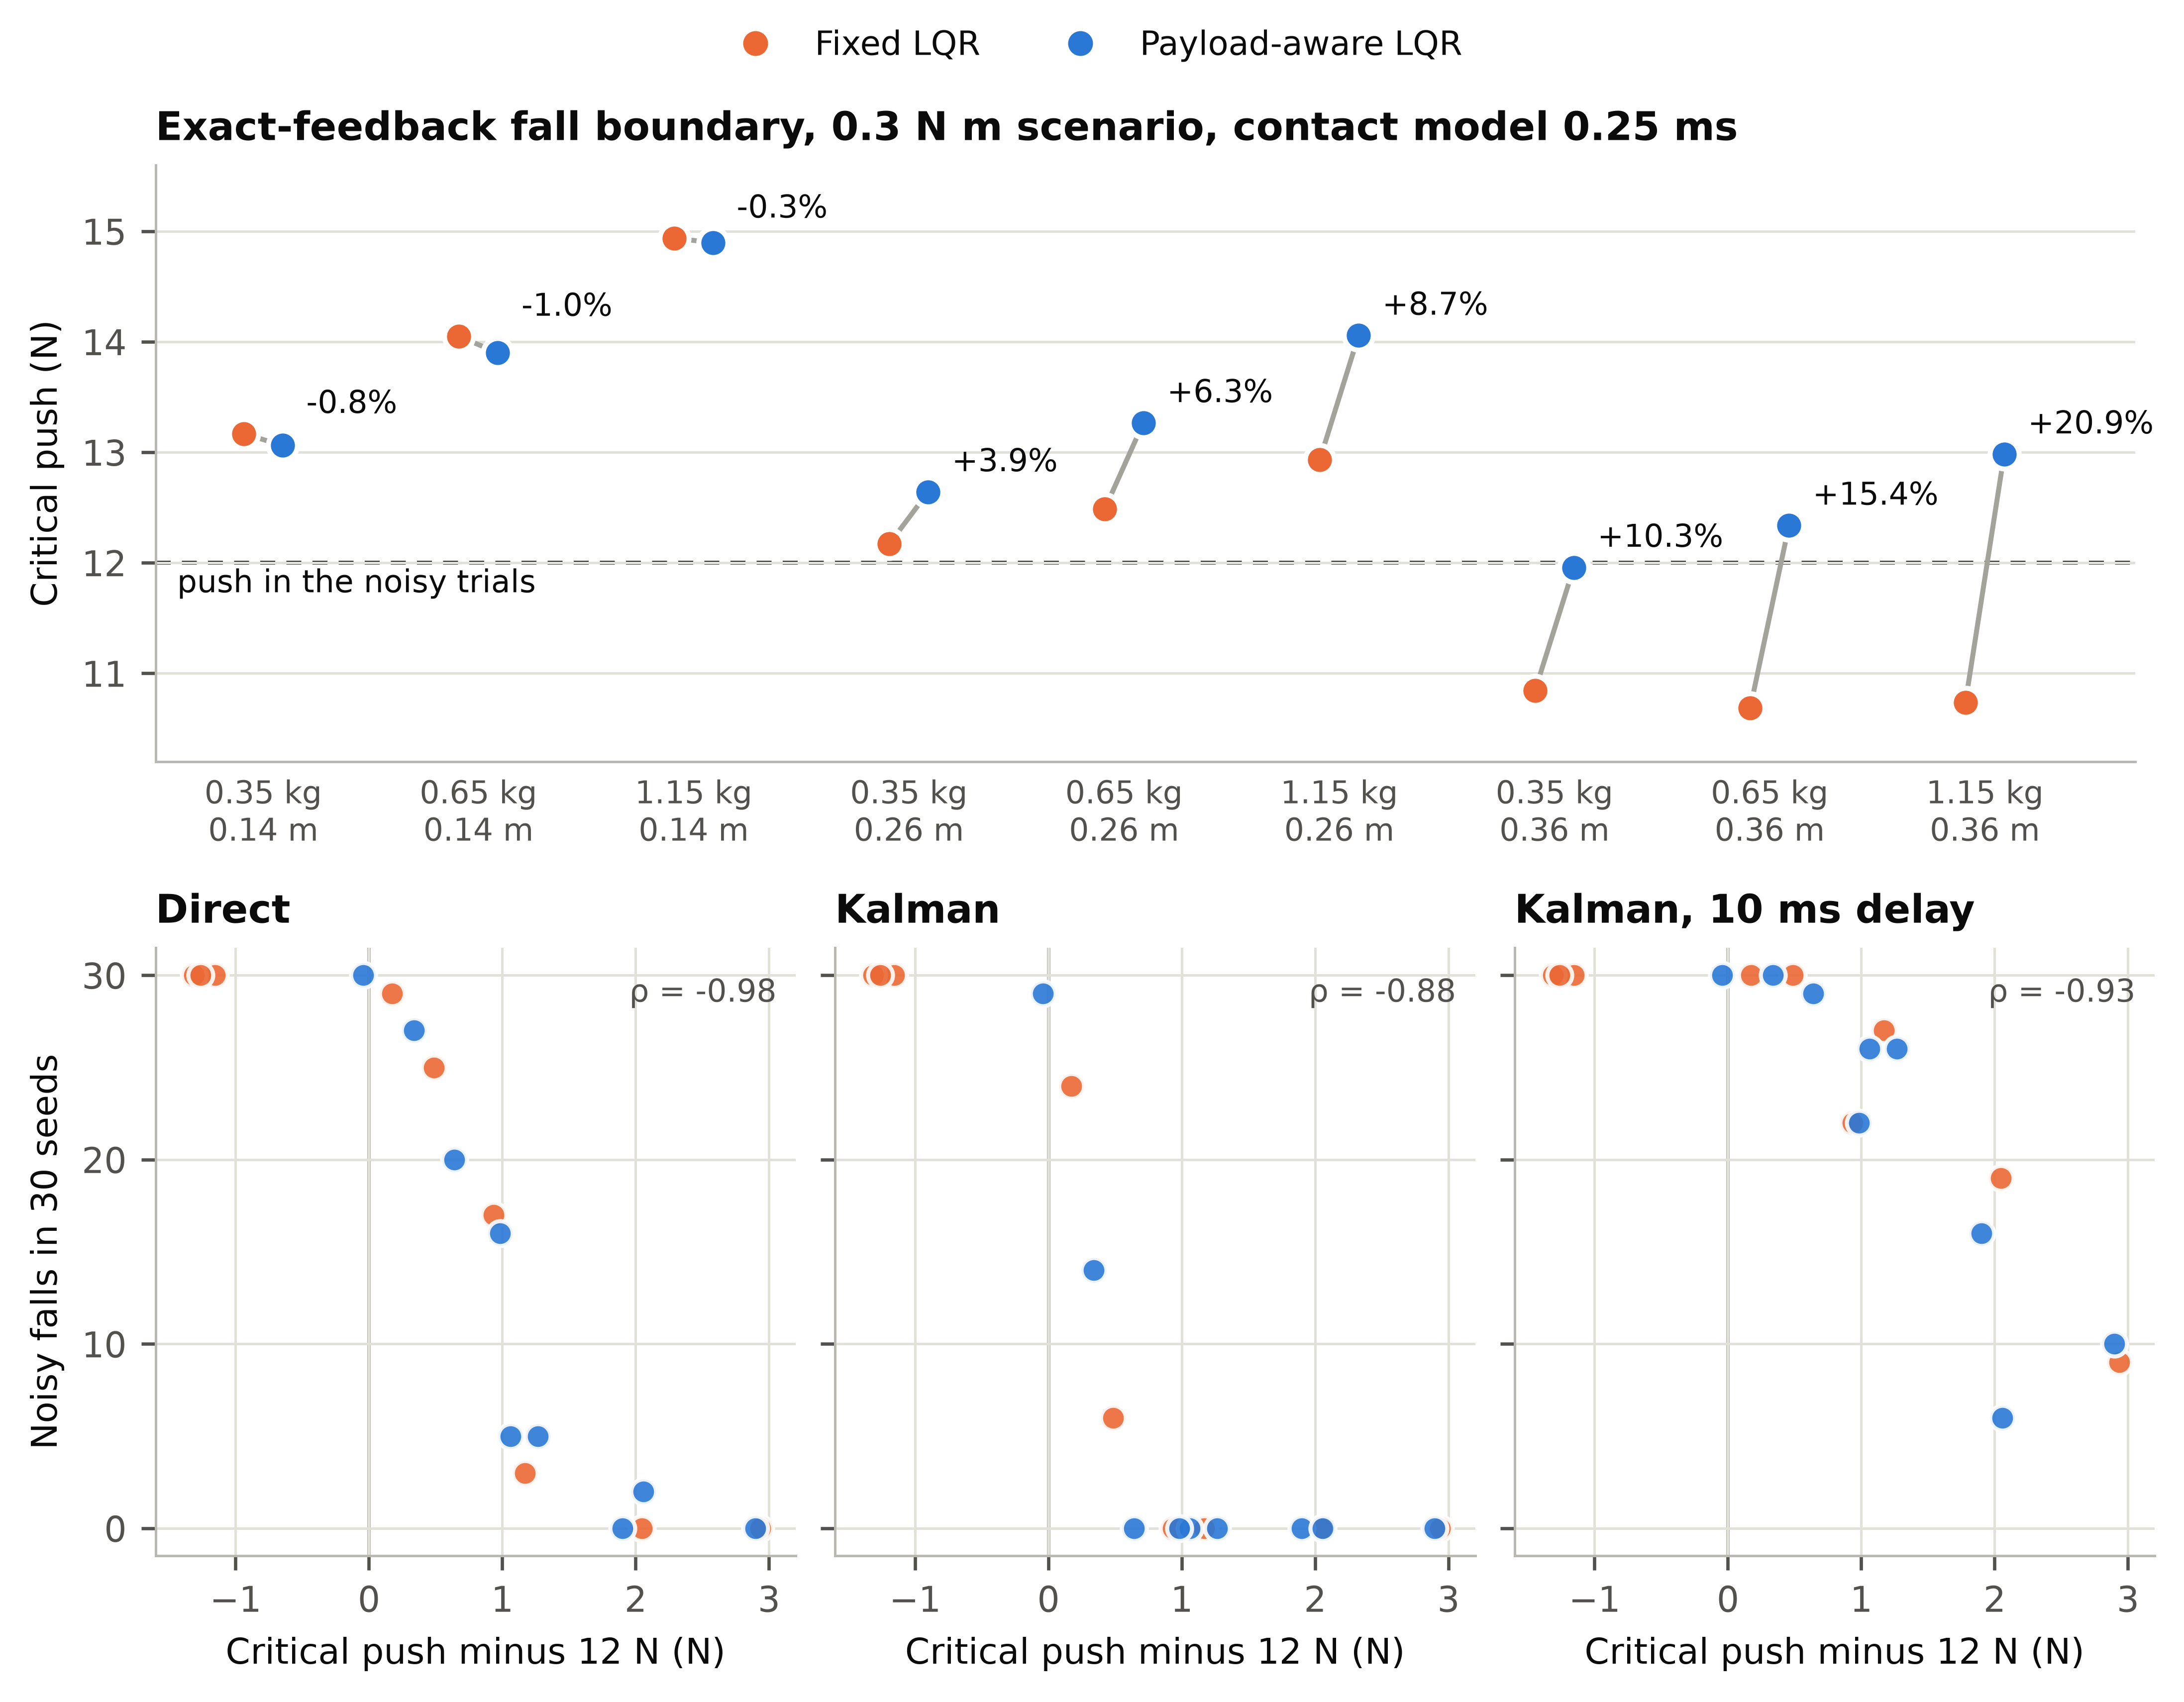 Fixed LQR Payload-aware LQR
Exact-feedback fall boundary, 0.3 N m scenario, contact model 0.25 ms
Critical push (N)
15
14
13
12
11
-0.8%
-1.0%
-0.3%
+3.9%
+6.3%
+8.7%
+10.3%
+15.4%
+20.9%
push in the noisy trials
0.35 kg 0.65 kg 1.15 kg 0.35 kg 0.65 kg 1.15 kg 0.35 kg 0.65 kg 1.15 kg
0.14 m 0.14 m 0.14 m 0.26 m 0.26 m 0.26 m 0.36 m 0.36 m 0.36 m
Direct
Noisy falls in 30 seeds
30
20
10
0
ρ = -0.98
−1 0 1 2 3
Critical push minus 12 N (N)
Kalman
ρ = -0.88
−1 0 1 2 3
Critical push minus 12 N (N)
Kalman, 10 ms delay
ρ = -0.93
−1 0 1 2 3
Critical push minus 12 N (N)